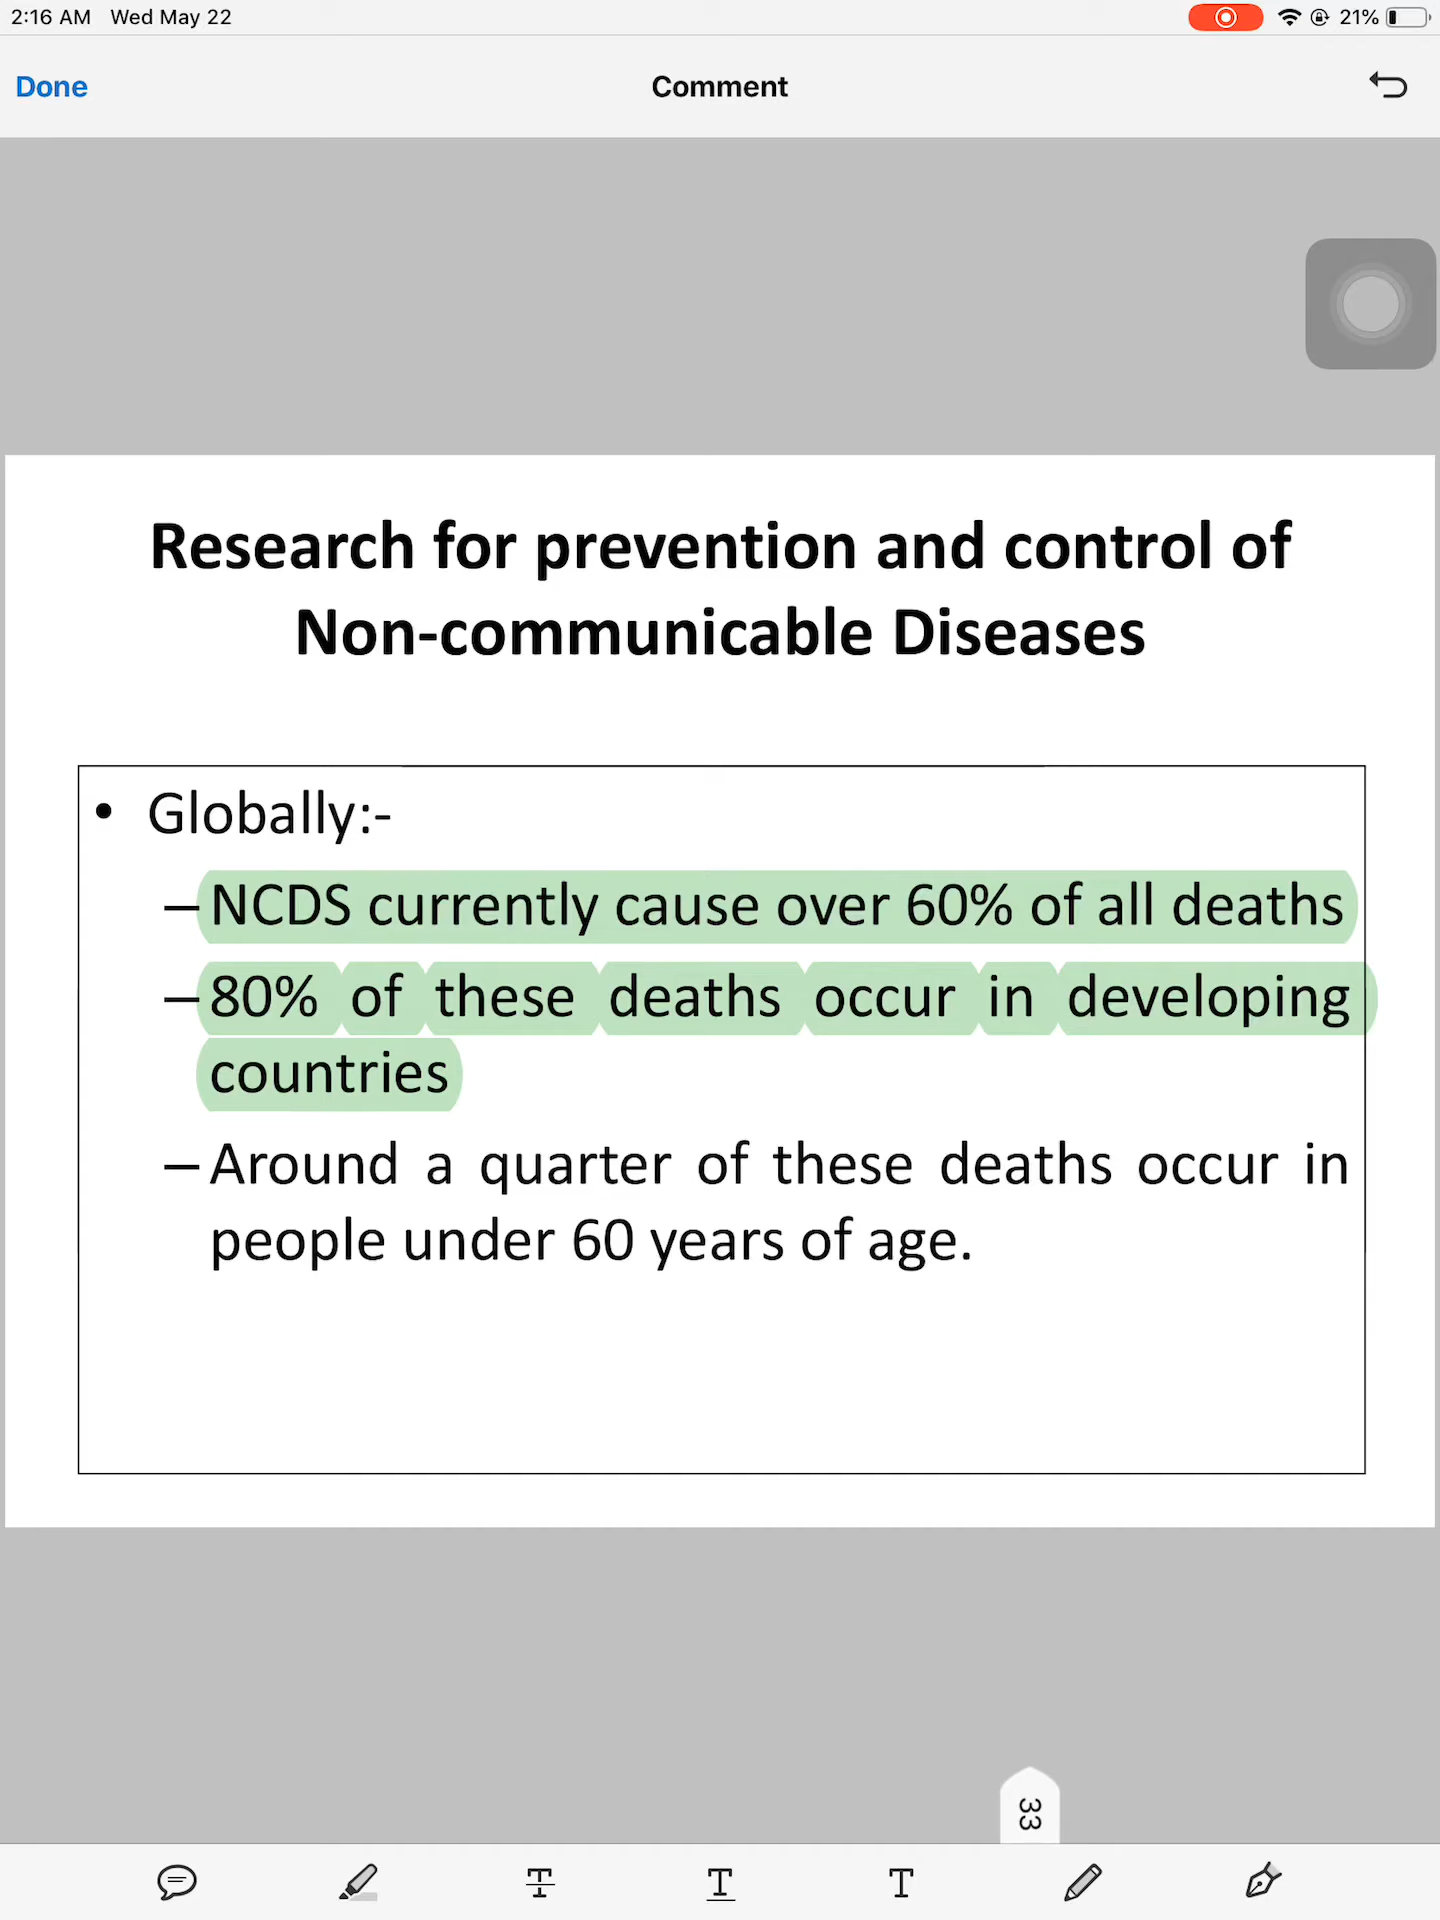 2:16 AM Wed May 22 21%
Done Comment
Research for prevention and control of
Non-communicable Diseases
• Globally:-
– NCDS currently cause over 60% of all deaths
– 80% of these deaths occur in developing
countries
– Around a quarter of these deaths occur in
people under 60 years of age.
33